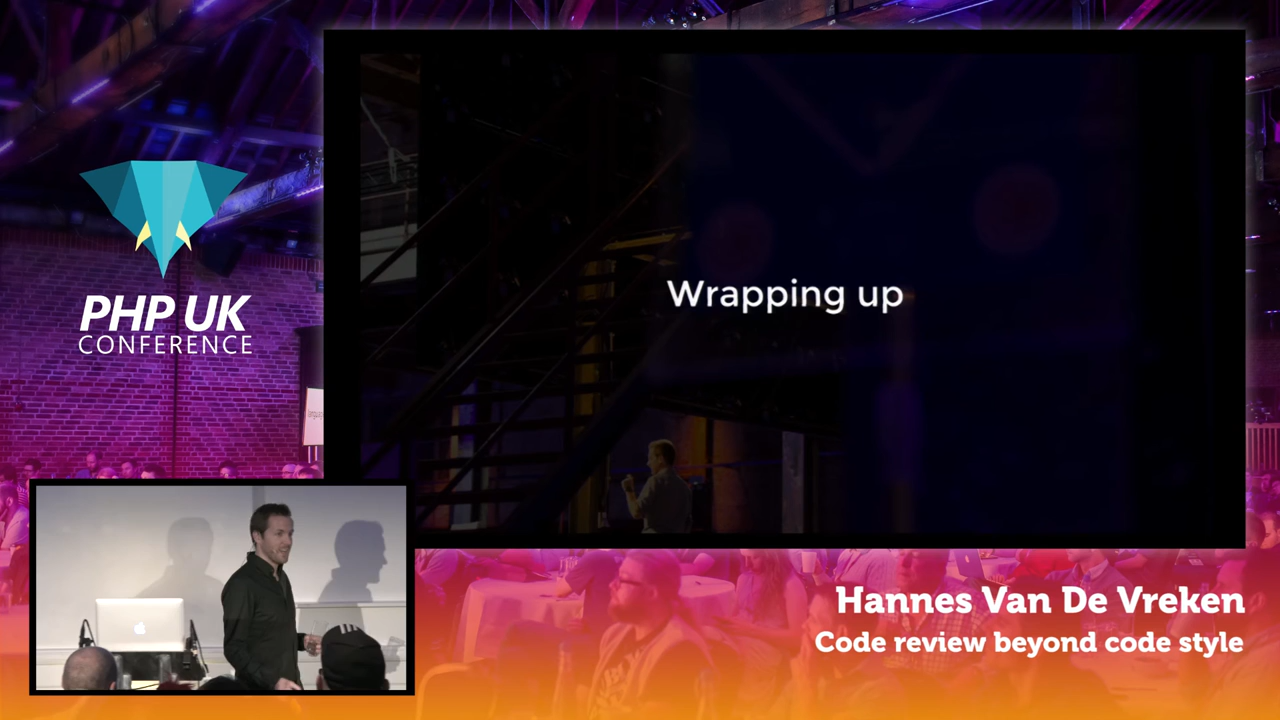 Wrapping up
PHP UK
CONFERENCE
Hannes Van De Vreken
Code review beyond code style